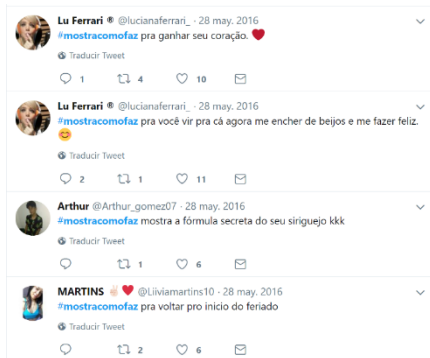 Lu Ferrari ® @lucianaferrari_ · 28 may. 2016
#mostracomofaz pra ganhar seu coração. ❤
Traducir Tweet
1 4 10
Lu Ferrari ® @lucianaferrari_ · 28 may. 2016
#mostracomofaz pra você vir pra cá agora me encher de beijos e me fazer feliz.
😊
Traducir Tweet
2 1 11
Arthur @Arthur_gomez07 · 28 may. 2016
#mostracomofaz mostra a fórmula secreta do seu siriguejo kkk
Traducir Tweet
1 6
MARTINS ✌🏻 ❤ @Liiviamartins10 · 28 may. 2016
#mostracomofaz pra voltar pro inicio do feriado
Traducir Tweet
2 6